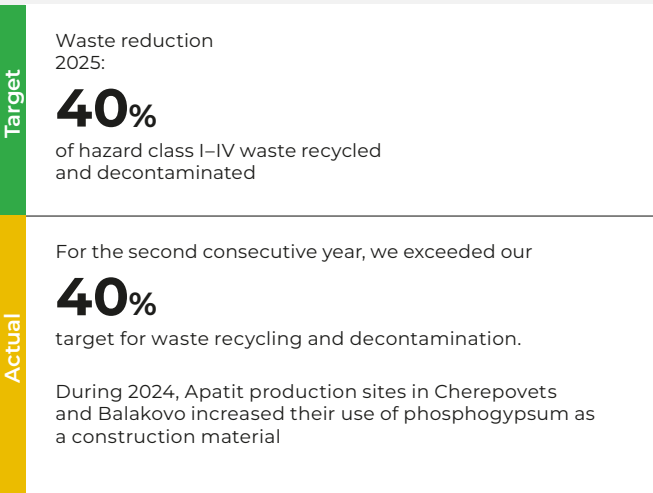 Target
Waste reduction
2025:
40%
of hazard class I–IV waste recycled
and decontaminated
Actual
For the second consecutive year, we exceeded our
40%
target for waste recycling and decontamination.
During 2024, Apatit production sites in Cherepovets
and Balakovo increased their use of phosphogypsum as
a construction material